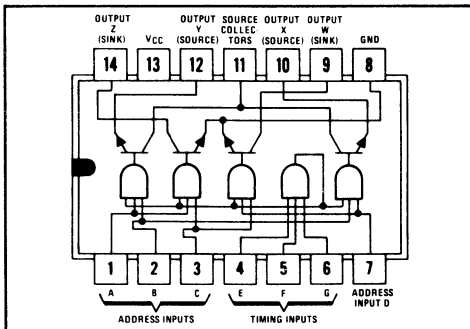 OUTPUT OUTPUT SOURCE OUTPUT OUTPUT
Z VCC Y COLLEC X W GND
(SINK) (SOURCE) TORS (SOURCE) (SINK)
14 13 12 11 10 9 8
1 2 3 4 5 6 7
A B C E F G ADDRESS
ADDRESS INPUTS TIMING INPUTS INPUT D